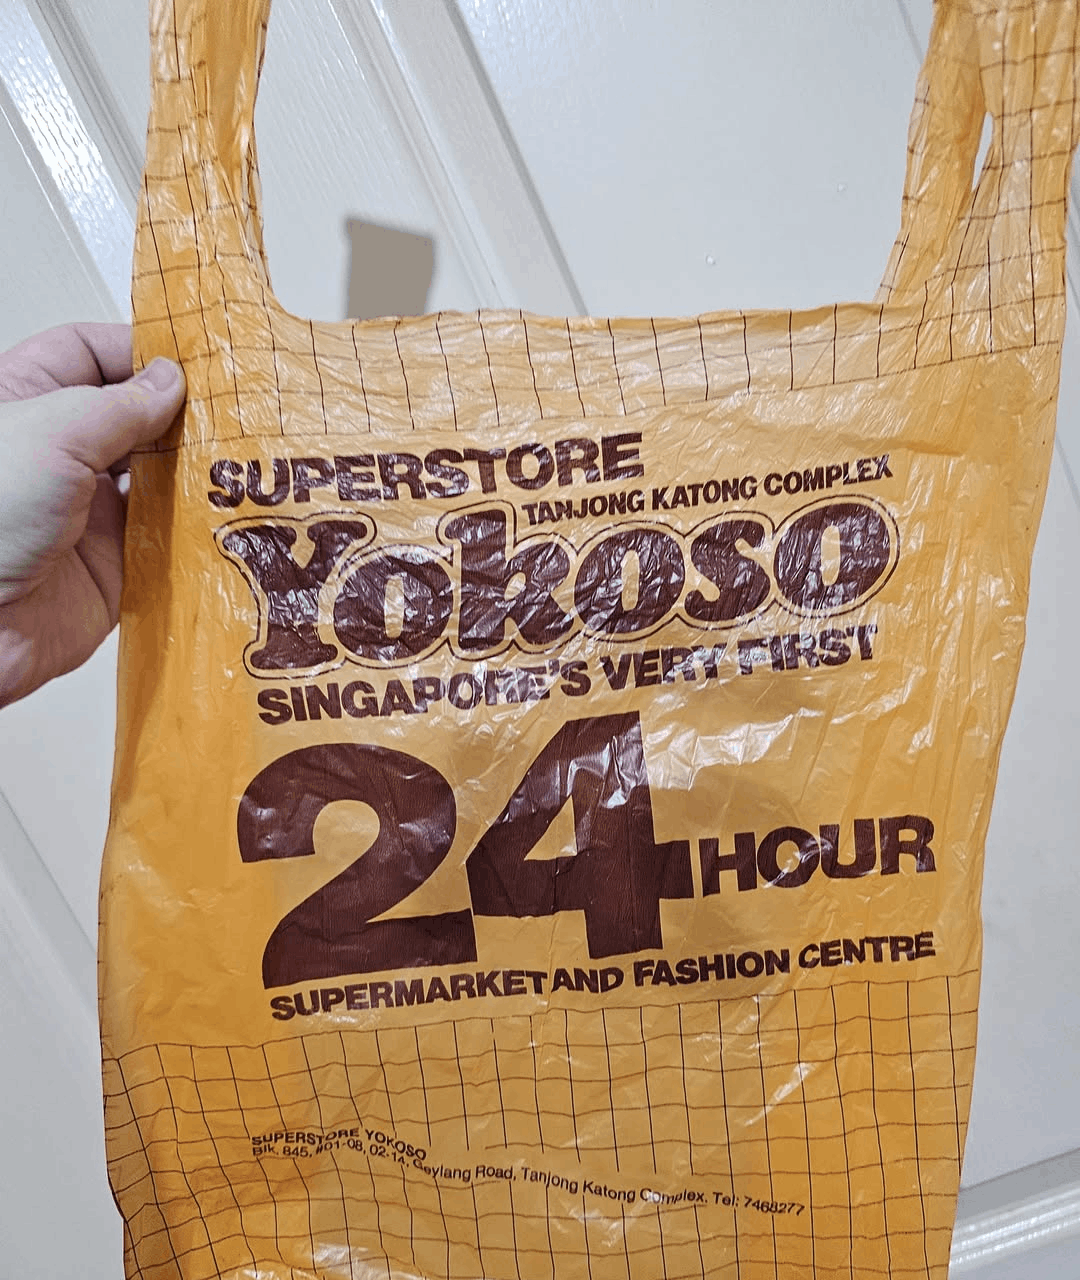 SUPERSTORE
TANJONG KATONG COMPLEX
Yokoso
SINGAPORE'S VERY FIRST
24 HOUR
SUPERMARKET AND FASHION CENTRE
SUPERSTORE YOKOSO
Blk. 845, #01-08, 02-14, Geylang Road, Tanjong Katong Complex. Tel: 7468277